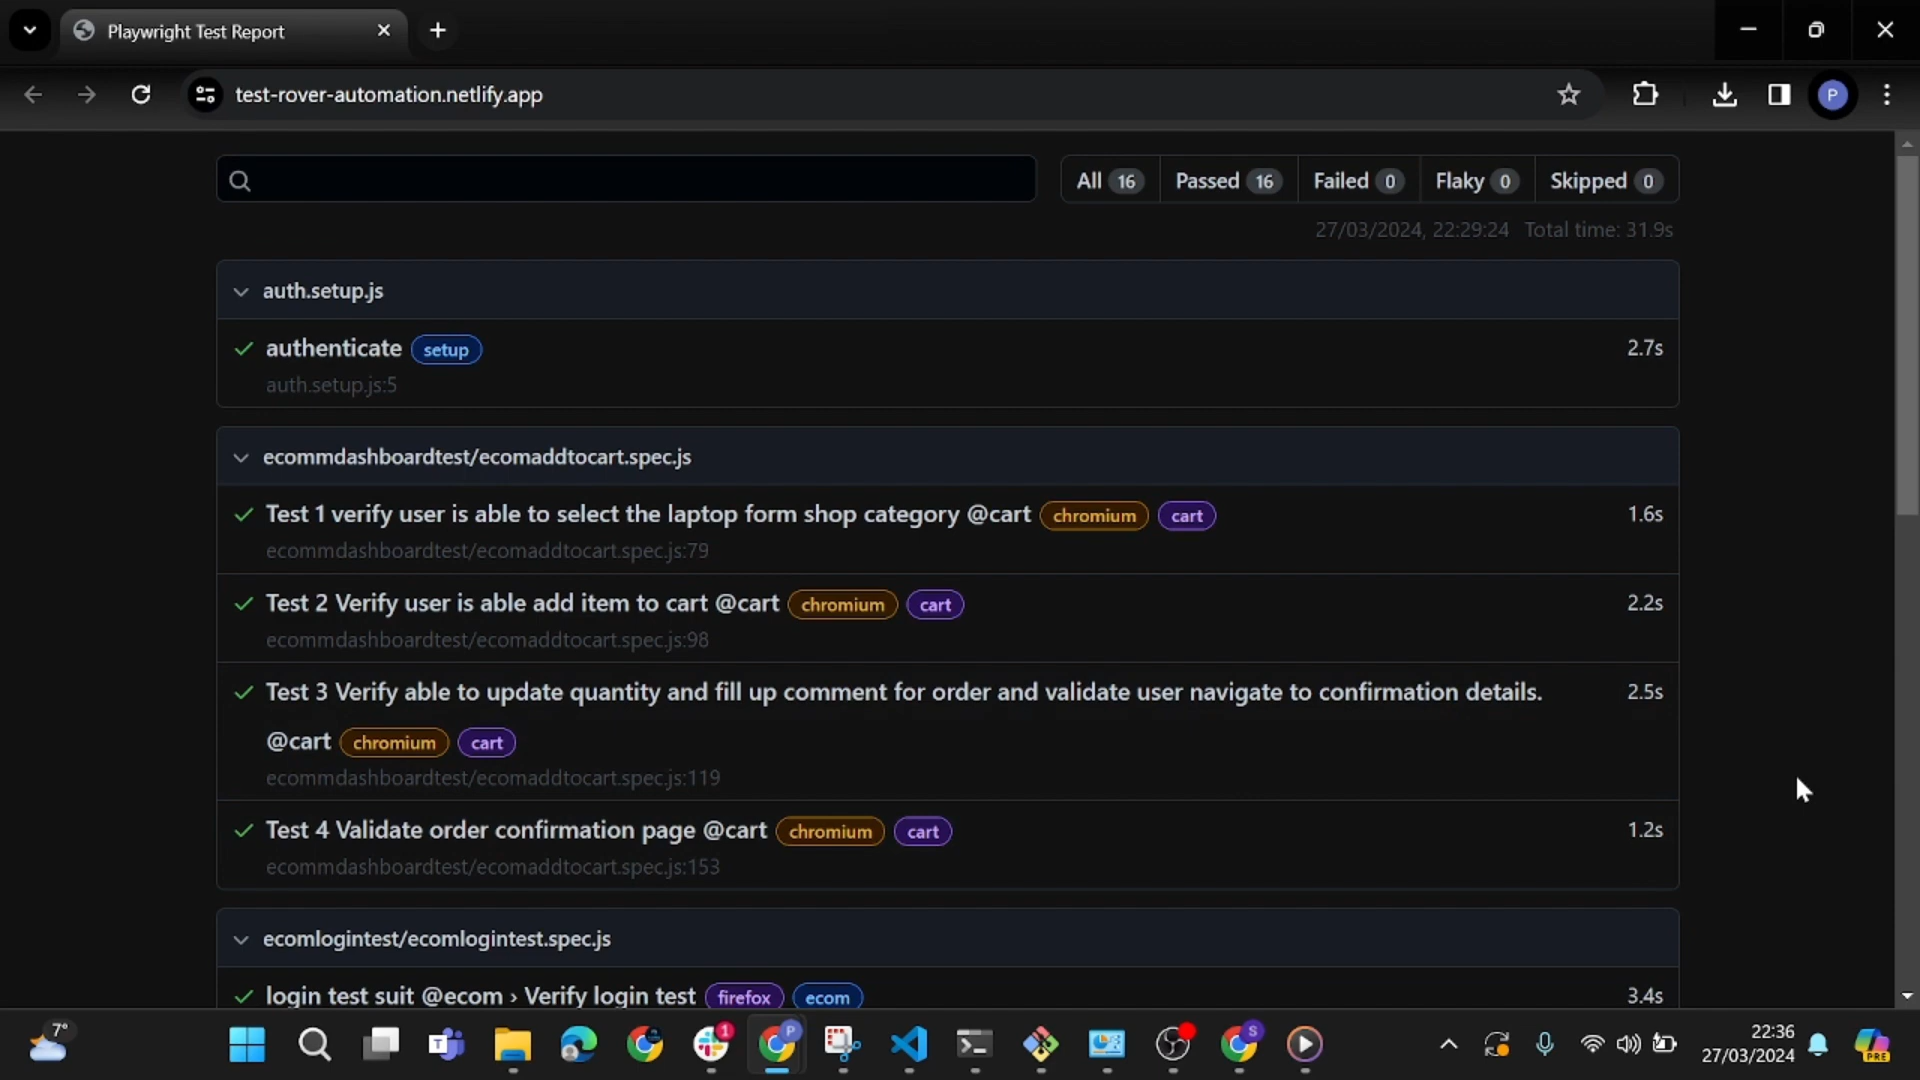 Playwright Test Report
test-rover-automation.netlify.app
P
All 16 Passed 16 Failed 0 Flaky 0 Skipped 0
27/03/2024, 22:29:24 Total time: 31.9s
auth.setup.js
authenticate setup 2.7s
auth.setup.js:5
ecommdashboardtest/ecomaddtocart.spec.js
Test 1 verify user is able to select the laptop form shop category @cart chromium cart 1.6s
ecommdashboardtest/ecomaddtocart.spec.js:79
Test 2 Verify user is able add item to cart @cart chromium cart 2.2s
ecommdashboardtest/ecomaddtocart.spec.js:98
Test 3 Verify able to update quantity and fill up comment for order and validate user navigate to confirmation details. 2.5s
@cart chromium cart
ecommdashboardtest/ecomaddtocart.spec.js:119
Test 4 Validate order confirmation page @cart chromium cart 1.2s
ecommdashboardtest/ecomaddtocart.spec.js:153
ecomlogintest/ecomlogintest.spec.js
login test suit @ecom › Verify login test firefox ecom 3.4s
7°
T
1
P
S
22:36
27/03/2024
PRE